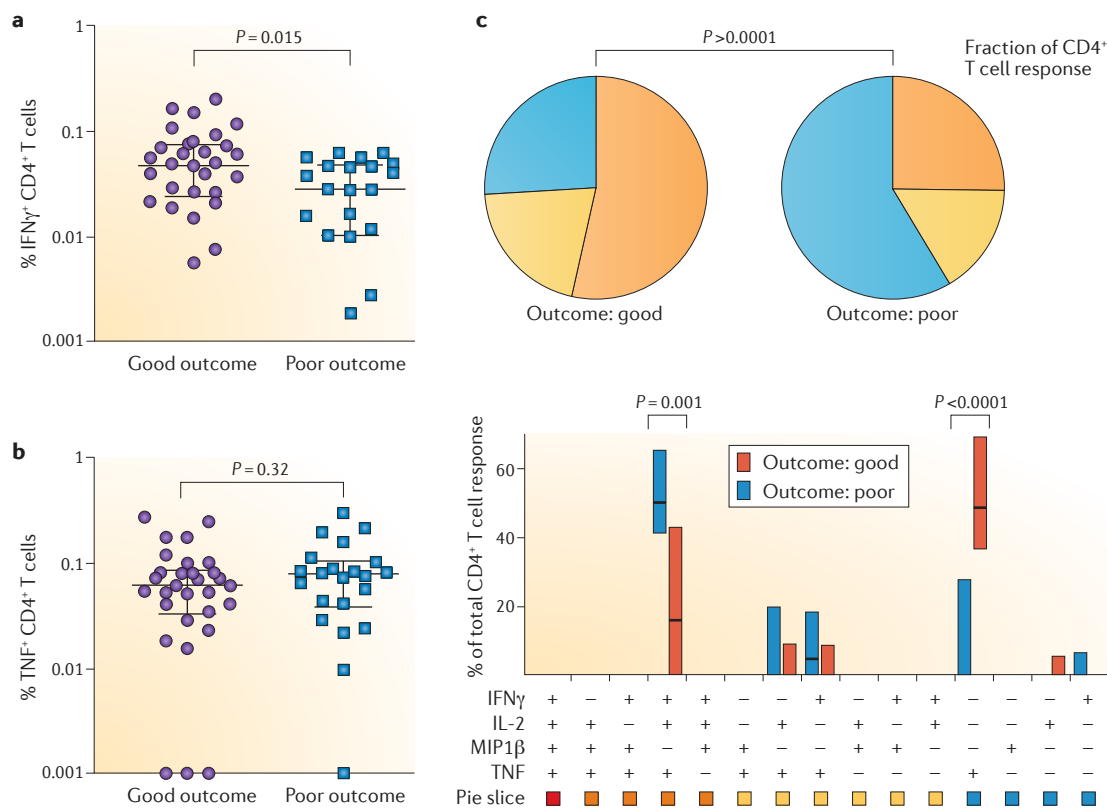 a
1
0.1
0.01
0.001
% IFNγ⁺ CD4⁺ T cells
P = 0.015
Good outcome
Poor outcome
b
1
0.1
0.01
0.001
% TNF⁺ CD4⁺ T cells
P = 0.32
Good outcome
Poor outcome
c
P >0.0001
Fraction of CD4⁺
T cell response
Outcome: good
Outcome: poor
P = 0.001
P <0.0001
Outcome: good
Outcome: poor
% of total CD4⁺ T cell response
60
40
20
IFNγ + – + + + – – + – + + – – – +
IL-2 + + – + + – + – + – + – – + –
MIP1β + + + – + + – – + + – – + – –
TNF + + + + – + + + – – – + – – –
Pie slice